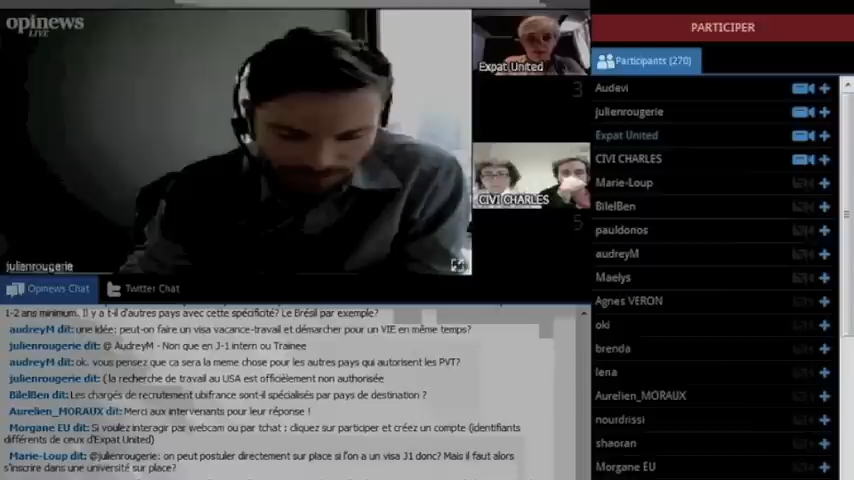 opinews
LIVE
Expat United
3
CIVI CHARLES
5
julienrougerie
Opinews Chat
Twitter Chat
1-2 ans minimum. Il y a t-il d'autres pays avec cette spécificité? Le Brésil par exemple?
audreyM dit: une idée: peut-on faire un visa vacance-travail et démarcher pour un VIE en même temps?
julienrougerie dit: @ AudreyM - Non que en J-1 intern ou Trainee
audreyM dit: ok. vous pensez que ca sera la meme chose pour les autres pays qui autorisent les PVT?
julienrougerie dit: ( la recherche de travail au USA est officièlement non authorisée
BilelBen dit: Les chargés de recrutement ubifrance sont-il spécialisés par pays de destination ?
Aurelien_MORAUX dit: Merci aux intervenants pour leur réponse !
Morgane EU dit: Si voulez interagir par webcam ou par tchat : cliquez sur participer et créez un compte (identifiants
différents de ceux d'Expat United)
Marie-Loup dit: @julienrougerie: on peut postuler directement sur place si l'on a un visa J1 donc? Mais il faut alors
s'inscrire dans une université sur place?
PARTICIPER
Participants (270)
Audevi
julienrougerie
Expat United
CIVI CHARLES
Marie-Loup
BilelBen
pauldonos
audreyM
Maelys
Agnes VERON
oki
brenda
lena
Aurelien_MORAUX
nourdrissi
shaoran
Morgane EU